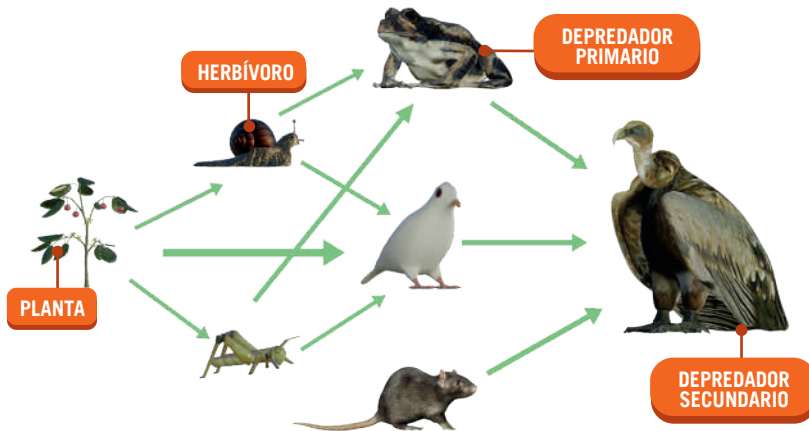 DEPREDADOR
PRIMARIO
HERBÍVORO
PLANTA
DEPREDADOR
SECUNDARIO